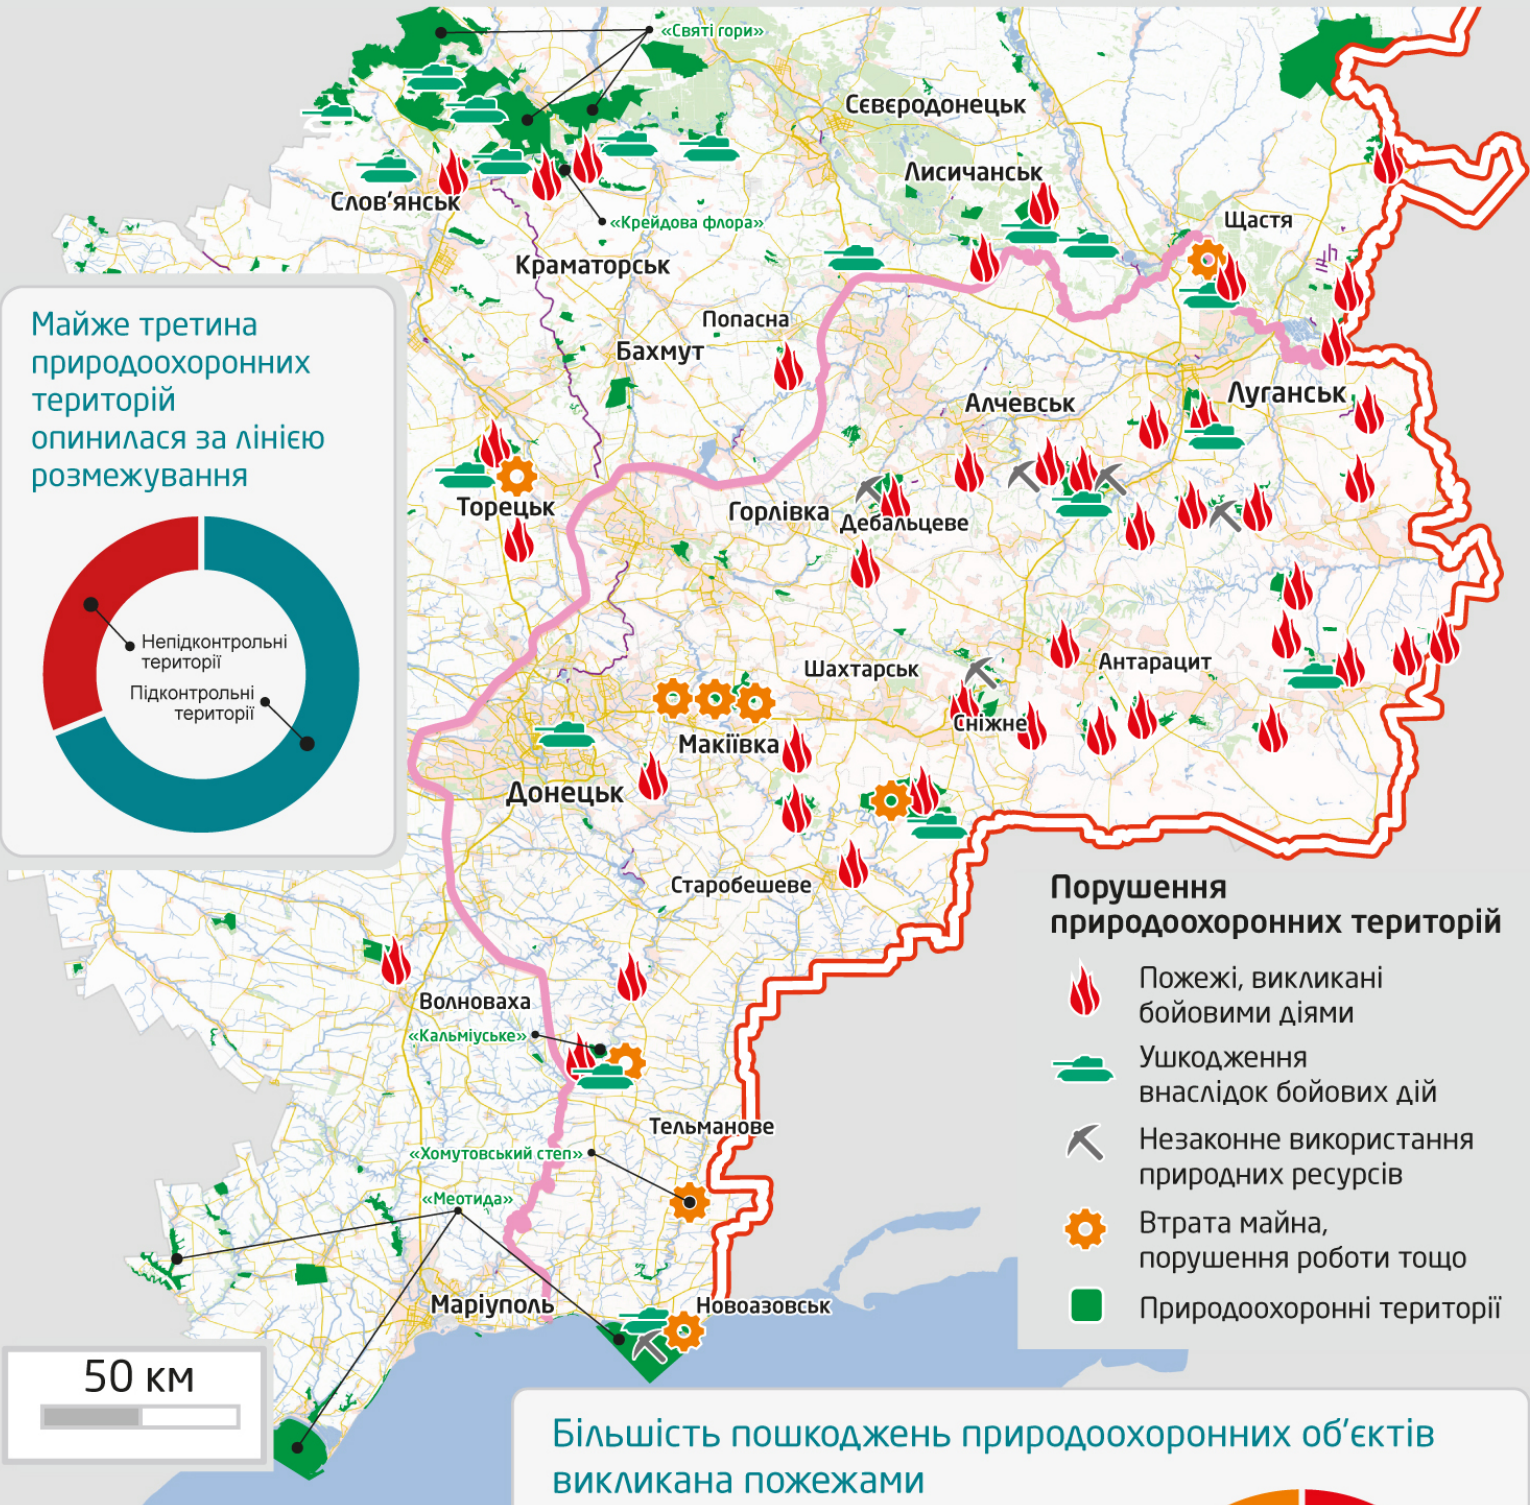 «Святі гори»
Сєвєродонецьк
Лисичанськ
Слов'янськ
Щастя
«Крейдова флора»
Краматорськ
Майже третина
природоохоронних
територій
опинилася за лінією
розмежування
Попасна
Бахмут
Луганськ
Алчевськ
Торецьк
Горлівка
Дебальцеве
Непідконтрольні
території
Підконтрольні
території
Шахтарськ
Антарацит
Сніжне
Макіївка
Донецьк
Старобешеве
Порушення
природоохоронних територій
Пожежі, викликані
бойовими діями
Волноваха
«Кальміуське»
Ушкодження
внаслідок бойових дій
Тельманове
Незаконне використання
природних ресурсів
«Хомутовський степ»
«Меотида»
Втрата майна,
порушення роботи тощо
Маріуполь
Новоазовськ
Природоохоронні території
50 км
Більшість пошкоджень природоохоронних об'єктів
викликана пожежами